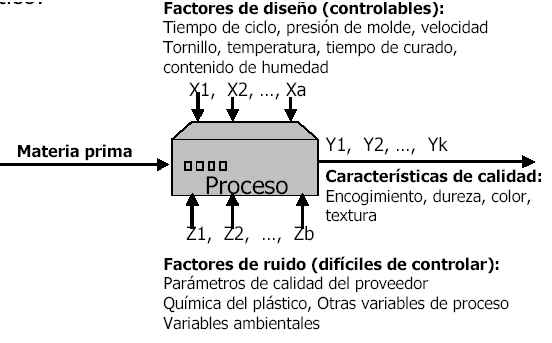 Factores de diseño (controlables):
Tiempo de ciclo, presión de molde, velocidad
Tornillo, temperatura, tiempo de curado,
contenido de humedad
X1, X2, ..., Xa
Materia prima
Y1, Y2, ..., Yk
Proceso
Características de calidad:
Encogimiento, dureza, color,
textura
Z1, Z2, ..., Zb
Factores de ruido (difíciles de controlar):
Parámetros de calidad del proveedor
Química del plástico, Otras variables de proceso
Variables ambientales